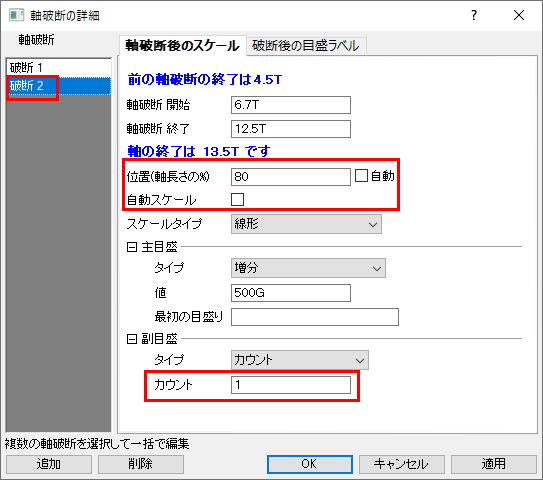 軸破断の詳細
軸破断
破断 1
破断 2
軸破断後のスケール 破断後の目盛ラベル
前の軸破断の終了は4.5T
軸破断 開始 6.7T
軸破断 終了 12.5T
軸の終了は 13.5T です
位置(軸長さの%) 80 自動
自動スケール
スケールタイプ 線形
主目盛
タイプ 増分
値 500G
最初の目盛り
副目盛
タイプ カウント
カウント 1
複数の軸破断を選択して一括で編集
追加 削除 OK キャンセル 適用